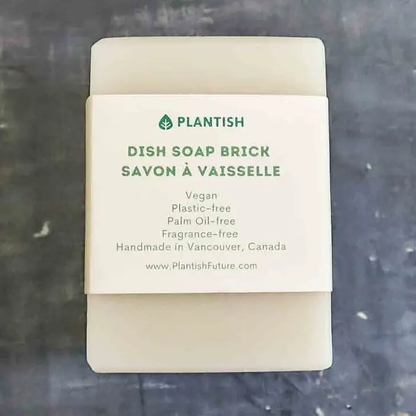 PLANTISH
DISH SOAP BRICK
SAVON À VAISSELLE
Vegan
Plastic-free
Palm Oil-free
Fragrance-free
Handmade in Vancouver, Canada
www.PlantishFuture.com